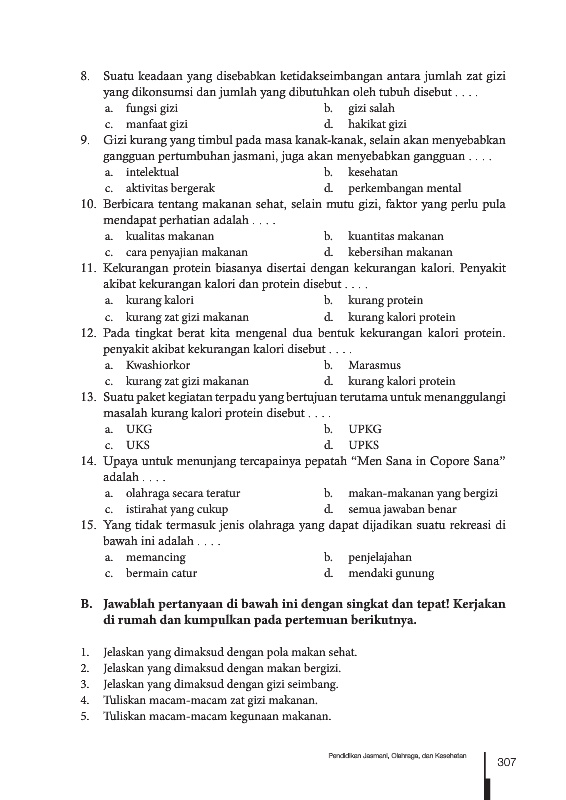 8. Suatu keadaan yang disebabkan ketidakseimbangan antara jumlah zat gizi
yang dikonsumsi dan jumlah yang dibutuhkan oleh tubuh disebut . . . .
a. fungsi gizi b. gizi salah
c. manfaat gizi d. hakikat gizi
9. Gizi kurang yang timbul pada masa kanak-kanak, selain akan menyebabkan
gangguan pertumbuhan jasmani, juga akan menyebabkan gangguan . . . .
a. intelektual b. kesehatan
c. aktivitas bergerak d. perkembangan mental
10. Berbicara tentang makanan sehat, selain mutu gizi, faktor yang perlu pula
mendapat perhatian adalah . . . .
a. kualitas makanan b. kuantitas makanan
c. cara penyajian makanan d. kebersihan makanan
11. Kekurangan protein biasanya disertai dengan kekurangan kalori. Penyakit
akibat kekurangan kalori dan protein disebut . . . .
a. kurang kalori b. kurang protein
c. kurang zat gizi makanan d. kurang kalori protein
12. Pada tingkat berat kita mengenal dua bentuk kekurangan kalori protein.
penyakit akibat kekurangan kalori disebut . . . .
a. Kwashiorkor b. Marasmus
c. kurang zat gizi makanan d. kurang kalori protein
13. Suatu paket kegiatan terpadu yang bertujuan terutama untuk menanggulangi
masalah kurang kalori protein disebut . . . .
a. UKG b. UPKG
c. UKS d. UPKS
14. Upaya untuk menunjang tercapainya pepatah “Men Sana in Copore Sana”
adalah . . . .
a. olahraga secara teratur b. makan-makanan yang bergizi
c. istirahat yang cukup d. semua jawaban benar
15. Yang tidak termasuk jenis olahraga yang dapat dijadikan suatu rekreasi di
bawah ini adalah . . . .
a. memancing b. penjelajahan
c. bermain catur d. mendaki gunung
B. Jawablah pertanyaan di bawah ini dengan singkat dan tepat! Kerjakan
di rumah dan kumpulkan pada pertemuan berikutnya.
1. Jelaskan yang dimaksud dengan pola makan sehat.
2. Jelaskan yang dimaksud dengan makan bergizi.
3. Jelaskan yang dimaksud dengan gizi seimbang.
4. Tuliskan macam-macam zat gizi makanan.
5. Tuliskan macam-macam kegunaan makanan.
Pendidikan Jasmani, Olahraga, dan Kesehatan
307